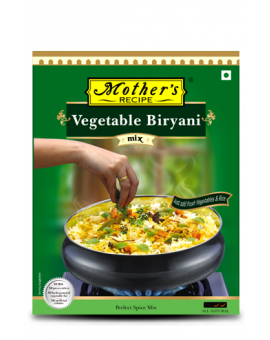 Mother's
RECIPE
Vegetable Biryani
mix
Just add fresh Vegetables & Rice
Perfect Spice Mix
ALL NATURAL